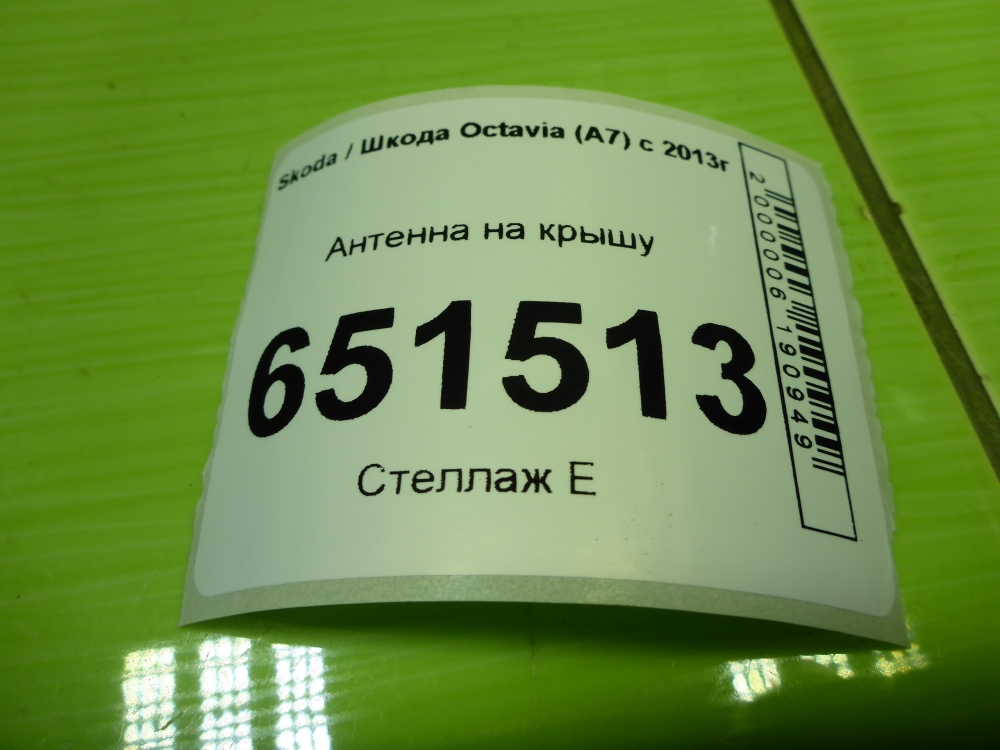 Skoda / Шкода Octavia (A7) с 2013г
Антенна на крышу
651513
Стеллаж Е
2000006190949